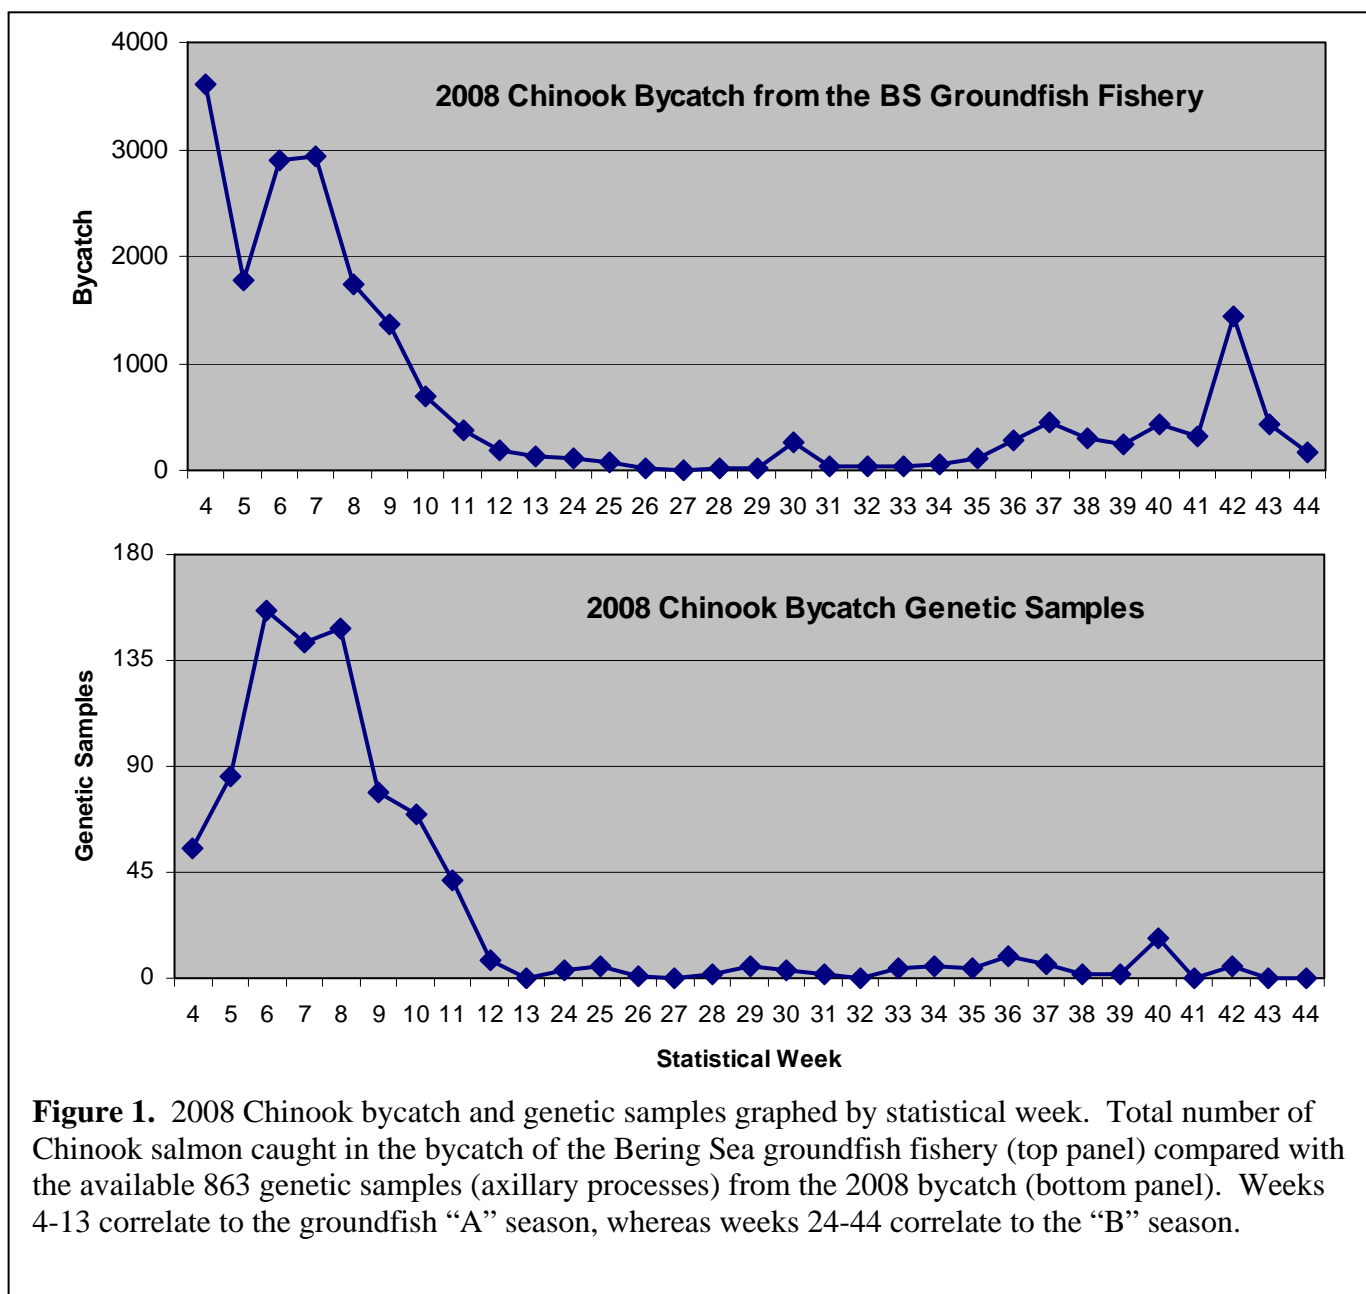 4000
2008 Chinook Bycatch from the BS Groundfish Fishery
3000
2000
1000
0
Bycatch
4 5 6 7 8 9 10 11 12 13 24 25 26 27 28 29 30 31 32 33 34 35 36 37 38 39 40 41 42 43 44
180
2008 Chinook Bycatch Genetic Samples
135
90
45
0
Genetic Samples
4 5 6 7 8 9 10 11 12 13 24 25 26 27 28 29 30 31 32 33 34 35 36 37 38 39 40 41 42 43 44
Statistical Week
Figure 1. 2008 Chinook bycatch and genetic samples graphed by statistical week. Total number of
Chinook salmon caught in the bycatch of the Bering Sea groundfish fishery (top panel) compared with
the available 863 genetic samples (axillary processes) from the 2008 bycatch (bottom panel). Weeks
4-13 correlate to the groundfish “A” season, whereas weeks 24-44 correlate to the “B” season.